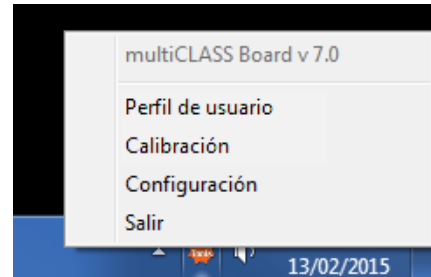 multiCLASS Board v 7.0
Perfil de usuario
Calibración
Configuración
Salir
13/02/2015